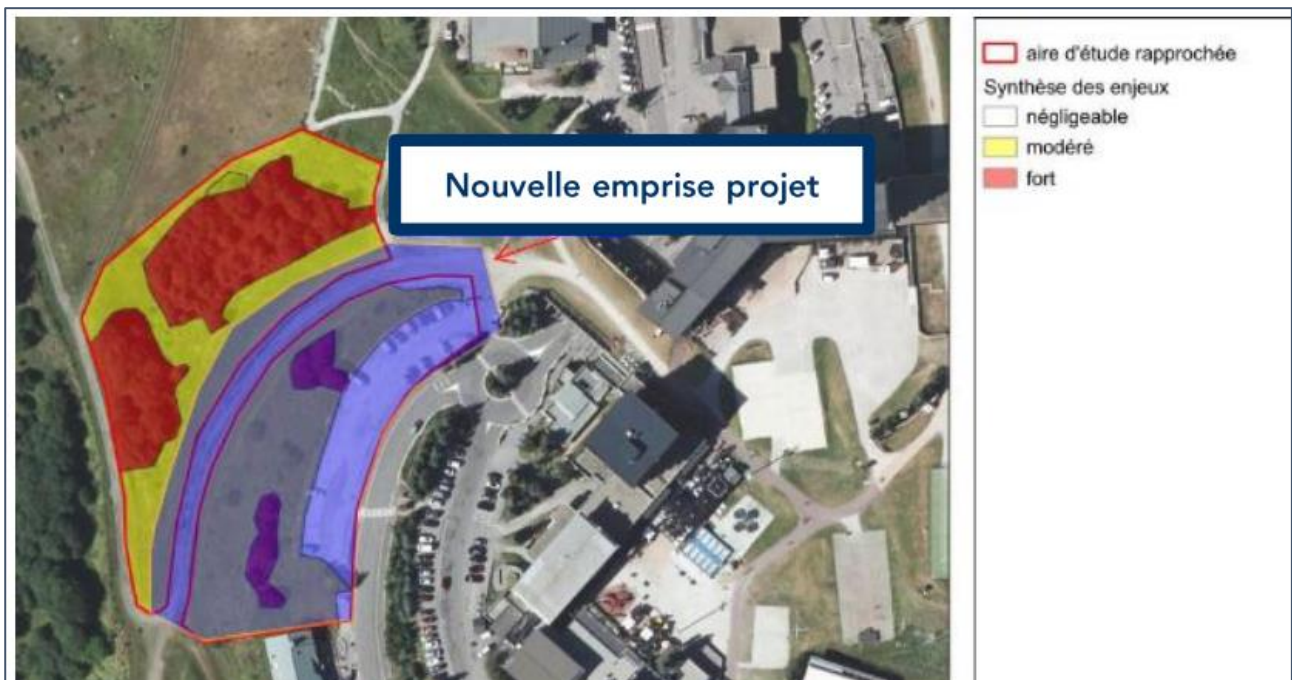 Nouvelle emprise projet
aire d'étude rapprochée
Synthèse des enjeux
négligeable
modéré
fort